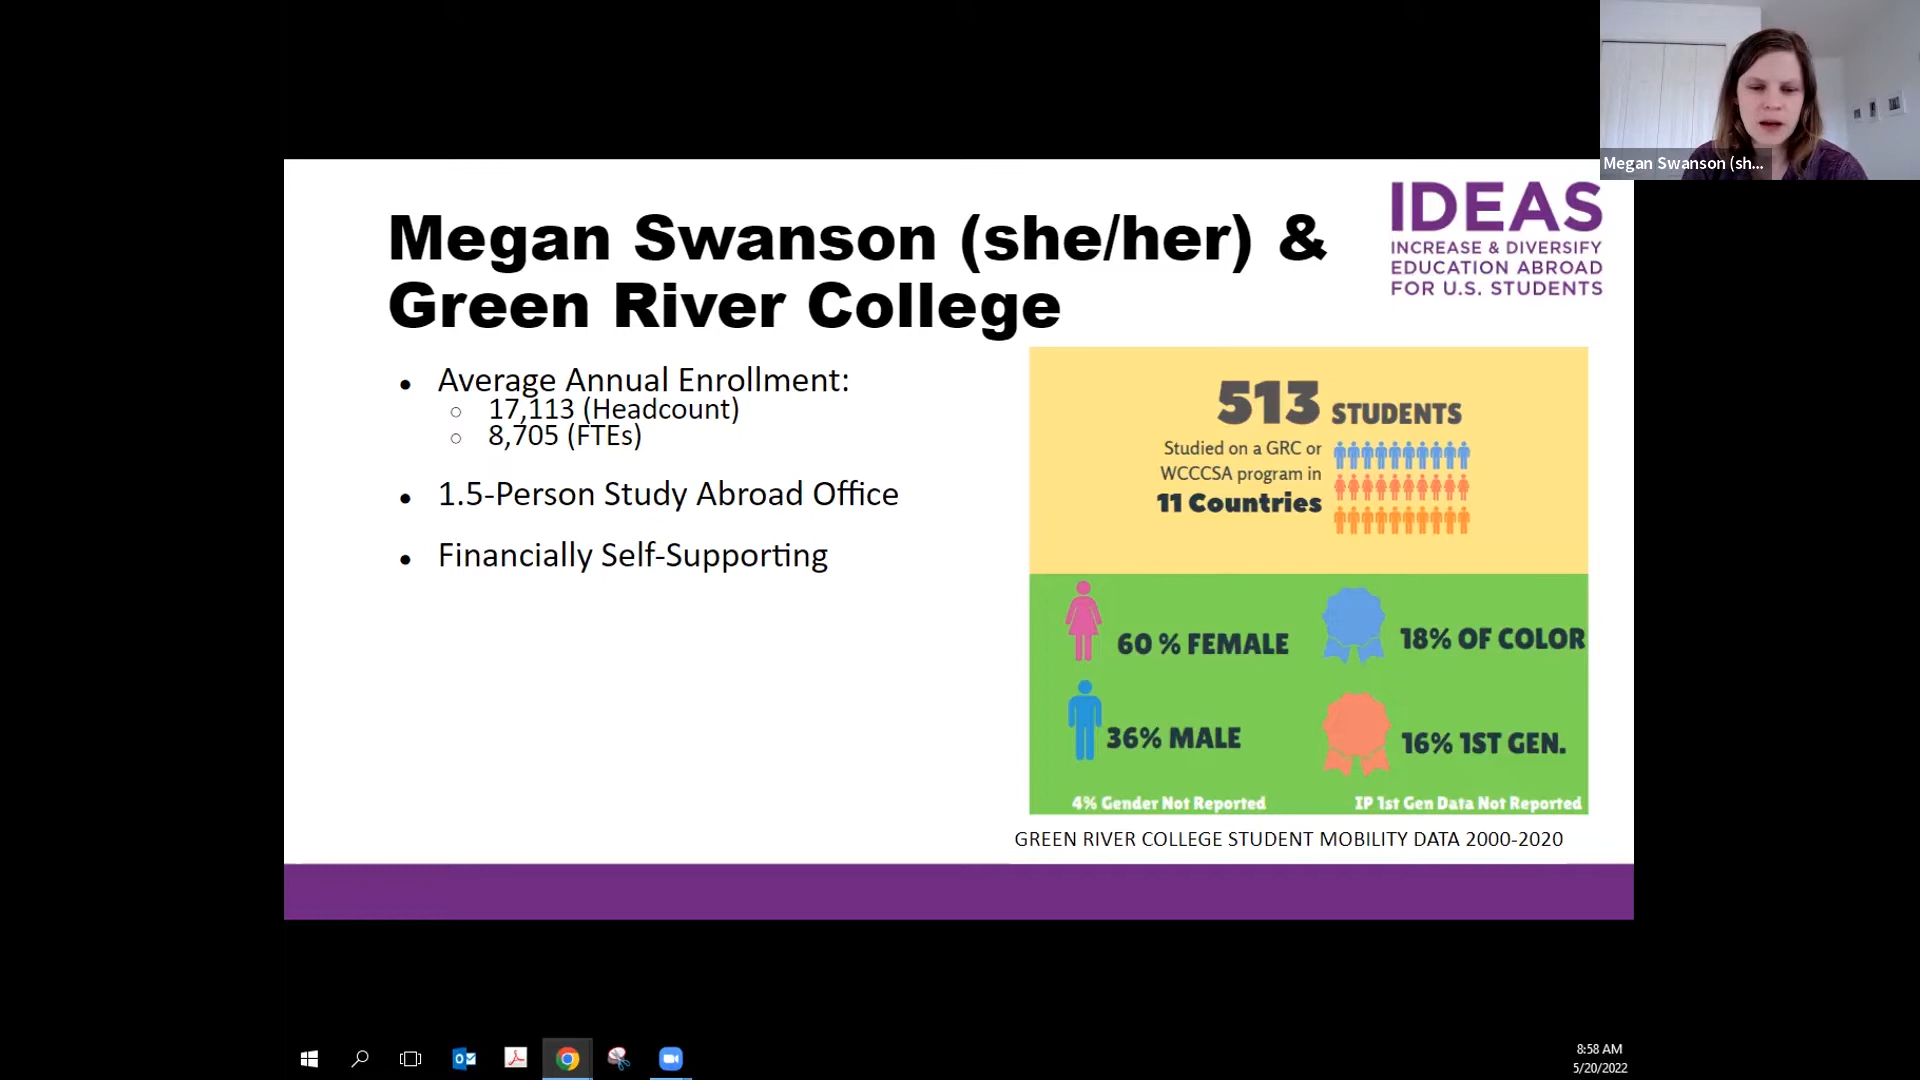 Megan Swanson (sh...
Megan Swanson (she/her) &
Green River College
IDEAS
INCREASE & DIVERSIFY
EDUCATION ABROAD
FOR U.S. STUDENTS
● Average Annual Enrollment:
○ 17,113 (Headcount)
○ 8,705 (FTEs)
● 1.5-Person Study Abroad Office
● Financially Self-Supporting
513 STUDENTS
Studied on a GRC or
WCCCSA program in
11 Countries
60 % FEMALE
18% OF COLOR
36% MALE
16% 1ST GEN.
4% Gender Not Reported
IP 1st Gen Data Not Reported
GREEN RIVER COLLEGE STUDENT MOBILITY DATA 2000-2020
8:58 AM
5/20/2022